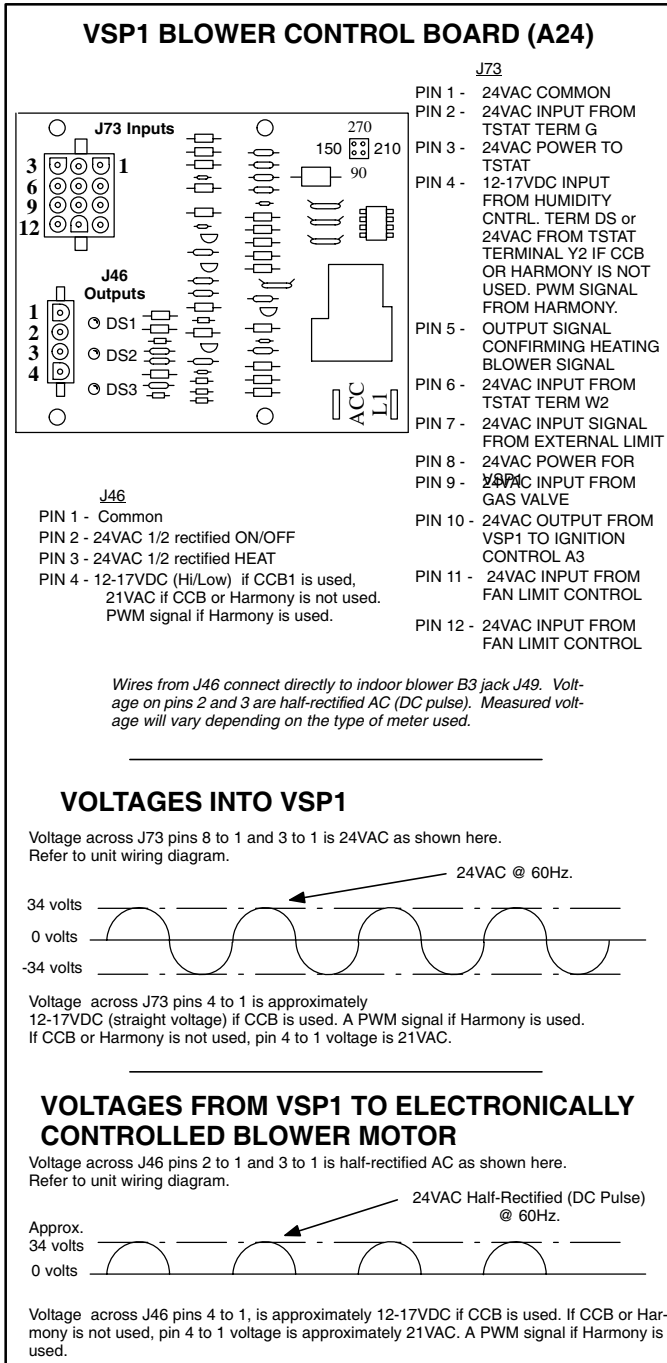 VSP1 BLOWER CONTROL BOARD (A24)
J73 Inputs
3
1
6
9
12
270
150
210
90
J46
Outputs
1
2
3
4
DS1
DS2
DS3
ACC
L1
J73
PIN 1 - 24VAC COMMON
PIN 2 - 24VAC INPUT FROM
TSTAT TERM G
PIN 3 - 24VAC POWER TO
TSTAT
PIN 4 - 12-17VDC INPUT
FROM HUMIDITY
CNTRL. TERM DS or
24VAC FROM TSTAT
TERMINAL Y2 IF CCB
OR HARMONY IS NOT
USED. PWM SIGNAL
FROM HARMONY.
PIN 5 - OUTPUT SIGNAL
CONFIRMING HEATING
BLOWER SIGNAL
PIN 6 - 24VAC INPUT FROM
TSTAT TERM W2
PIN 7 - 24VAC INPUT SIGNAL
FROM EXTERNAL LIMIT
PIN 8 - 24VAC POWER FOR
VSP1
PIN 9 - 24VAC INPUT FROM
GAS VALVE
PIN 10 - 24VAC OUTPUT FROM
VSP1 TO IGNITION
CONTROL A3
PIN 11 - 24VAC INPUT FROM
FAN LIMIT CONTROL
PIN 12 - 24VAC INPUT FROM
FAN LIMIT CONTROL
J46
PIN 1 - Common
PIN 2 - 24VAC 1/2 rectified ON/OFF
PIN 3 - 24VAC 1/2 rectified HEAT
PIN 4 - 12-17VDC (Hi/Low) if CCB1 is used,
21VAC if CCB or Harmony is not used.
PWM signal if Harmony is used.
Wires from J46 connect directly to indoor blower B3 jack J49. Volt-
age on pins 2 and 3 are half-rectified AC (DC pulse). Measured volt-
age will vary depending on the type of meter used.
VOLTAGES INTO VSP1
Voltage across J73 pins 8 to 1 and 3 to 1 is 24VAC as shown here.
Refer to unit wiring diagram.
24VAC @ 60Hz.
34 volts
0 volts
-34 volts
Voltage across J73 pins 4 to 1 is approximately
12-17VDC (straight voltage) if CCB is used. A PWM signal if Harmony is used.
If CCB or Harmony is not used, pin 4 to 1 voltage is 21VAC.
VOLTAGES FROM VSP1 TO ELECTRONICALLY
CONTROLLED BLOWER MOTOR
Voltage across J46 pins 2 to 1 and 3 to 1 is half-rectified AC as shown here.
Refer to unit wiring diagram.
24VAC Half-Rectified (DC Pulse)
@ 60Hz.
Approx.
34 volts
0 volts
Voltage across J46 pins 4 to 1, is approximately 12-17VDC if CCB is used. If CCB or Har-
mony is not used, pin 4 to 1 voltage is approximately 21VAC. A PWM signal if Harmony is
used.